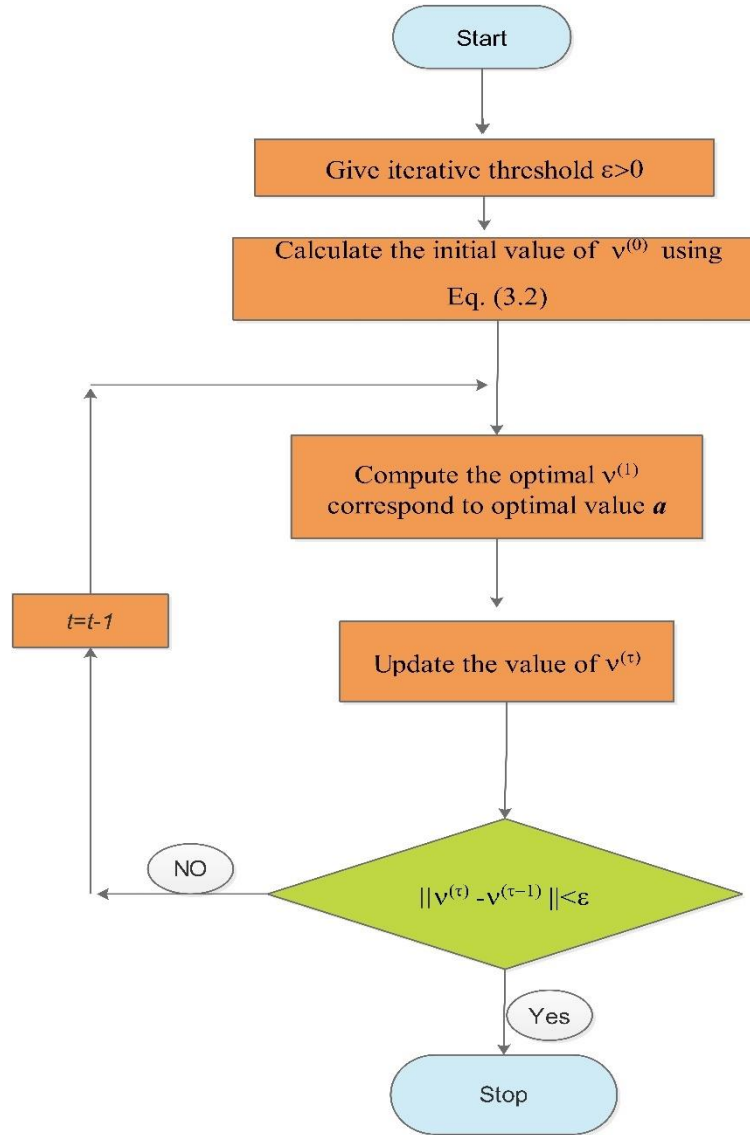 Start
Give iterative threshold ε>0
Calculate the initial value of ν⁽⁰⁾ using
Eq. (3.2)
Compute the optimal ν⁽¹⁾
correspond to optimal value a
t=t-1
Update the value of ν⁽τ⁾
NO
||ν⁽τ⁾ -ν⁽τ−1⁾ ||<ε
Yes
Stop